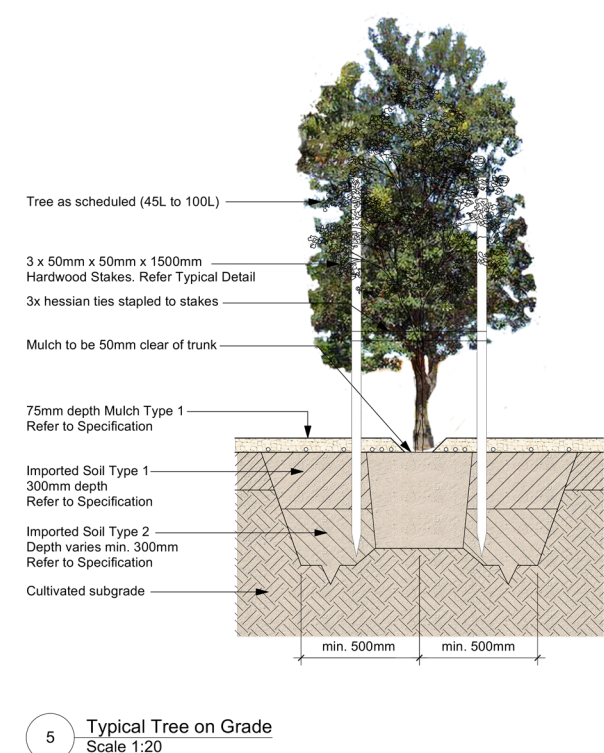 Tree as scheduled (45L to 100L)
3 x 50mm x 50mm x 1500mm
Hardwood Stakes. Refer Typical Detail
3x hessian ties stapled to stakes
Mulch to be 50mm clear of trunk
75mm depth Mulch Type 1
Refer to Specification
Imported Soil Type 1
300mm depth
Refer to Specification
Imported Soil Type 2
Depth varies min. 300mm
Refer to Specification
Cultivated subgrade
min. 500mm
min. 500mm
5
Typical Tree on Grade
Scale 1:20